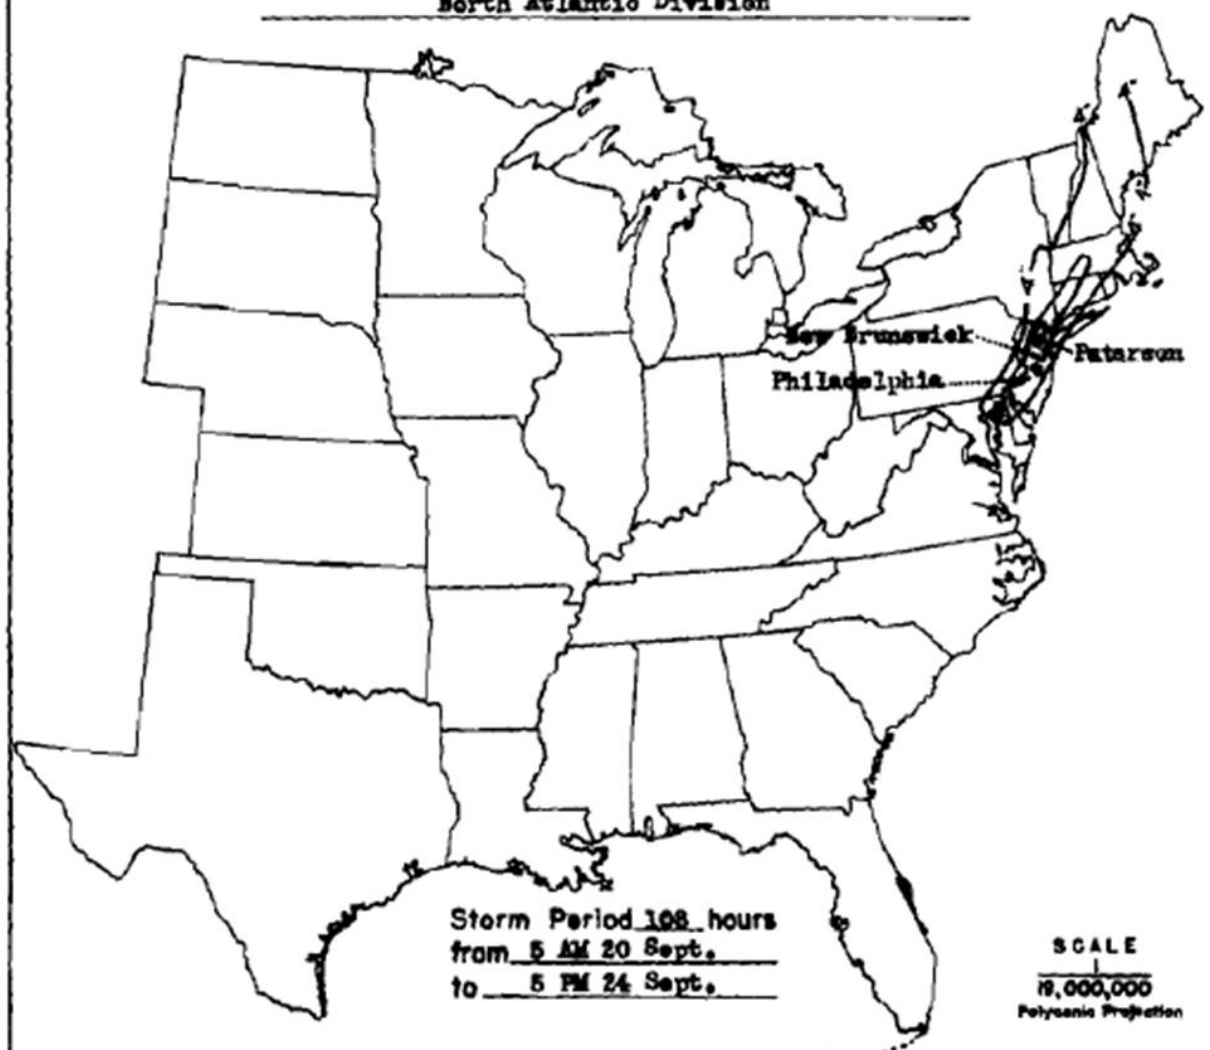 North Atlantic Division
New Brunswick
Paterson
Philadelphia
Storm Period 108 hours
from 5 AM 20 Sept.
to 5 PM 24 Sept.
SCALE
1
19,000,000
Polyconic Projection